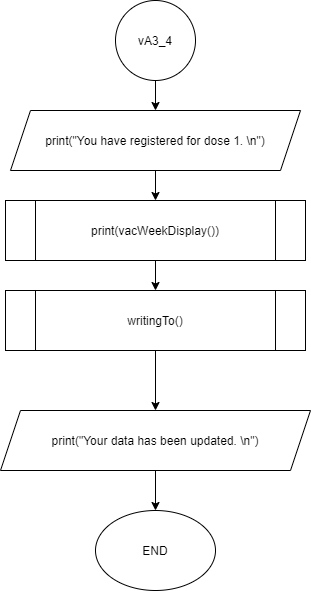 vA3_4
print("You have registered for dose 1. \n")
print(vacWeekDisplay())
writingTo()
print("Your data has been updated. \n")
END